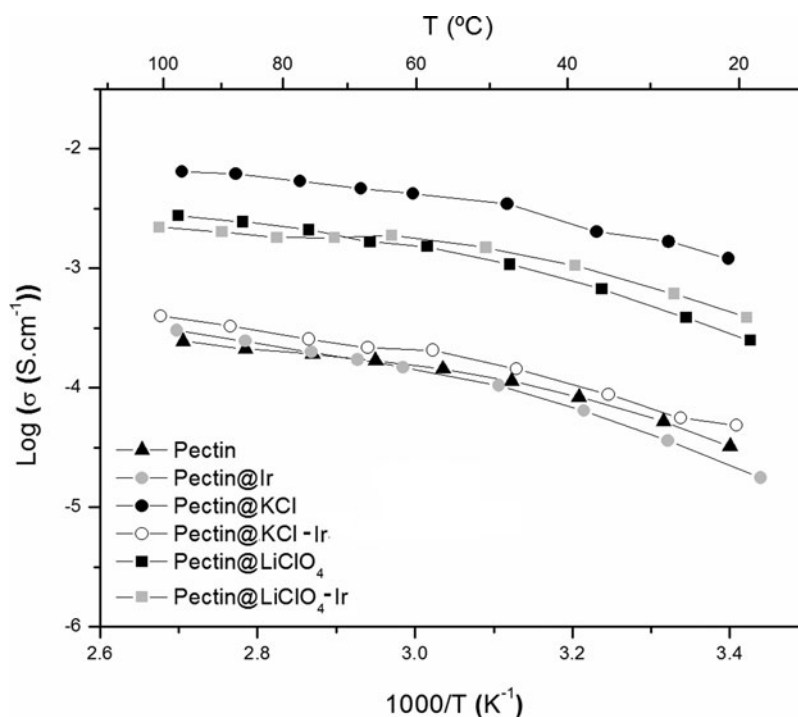 T (ºC)
100 80 60 40 20
-2
-3
-4
-5
-6
Log (σ (S.cm⁻¹))
Pectin
Pectin@Ir
Pectin@KCl
Pectin@KCl-Ir
Pectin@LiClO₄
Pectin@LiClO₄-Ir
2.6 2.8 3.0 3.2 3.4
1000/T (K⁻¹)